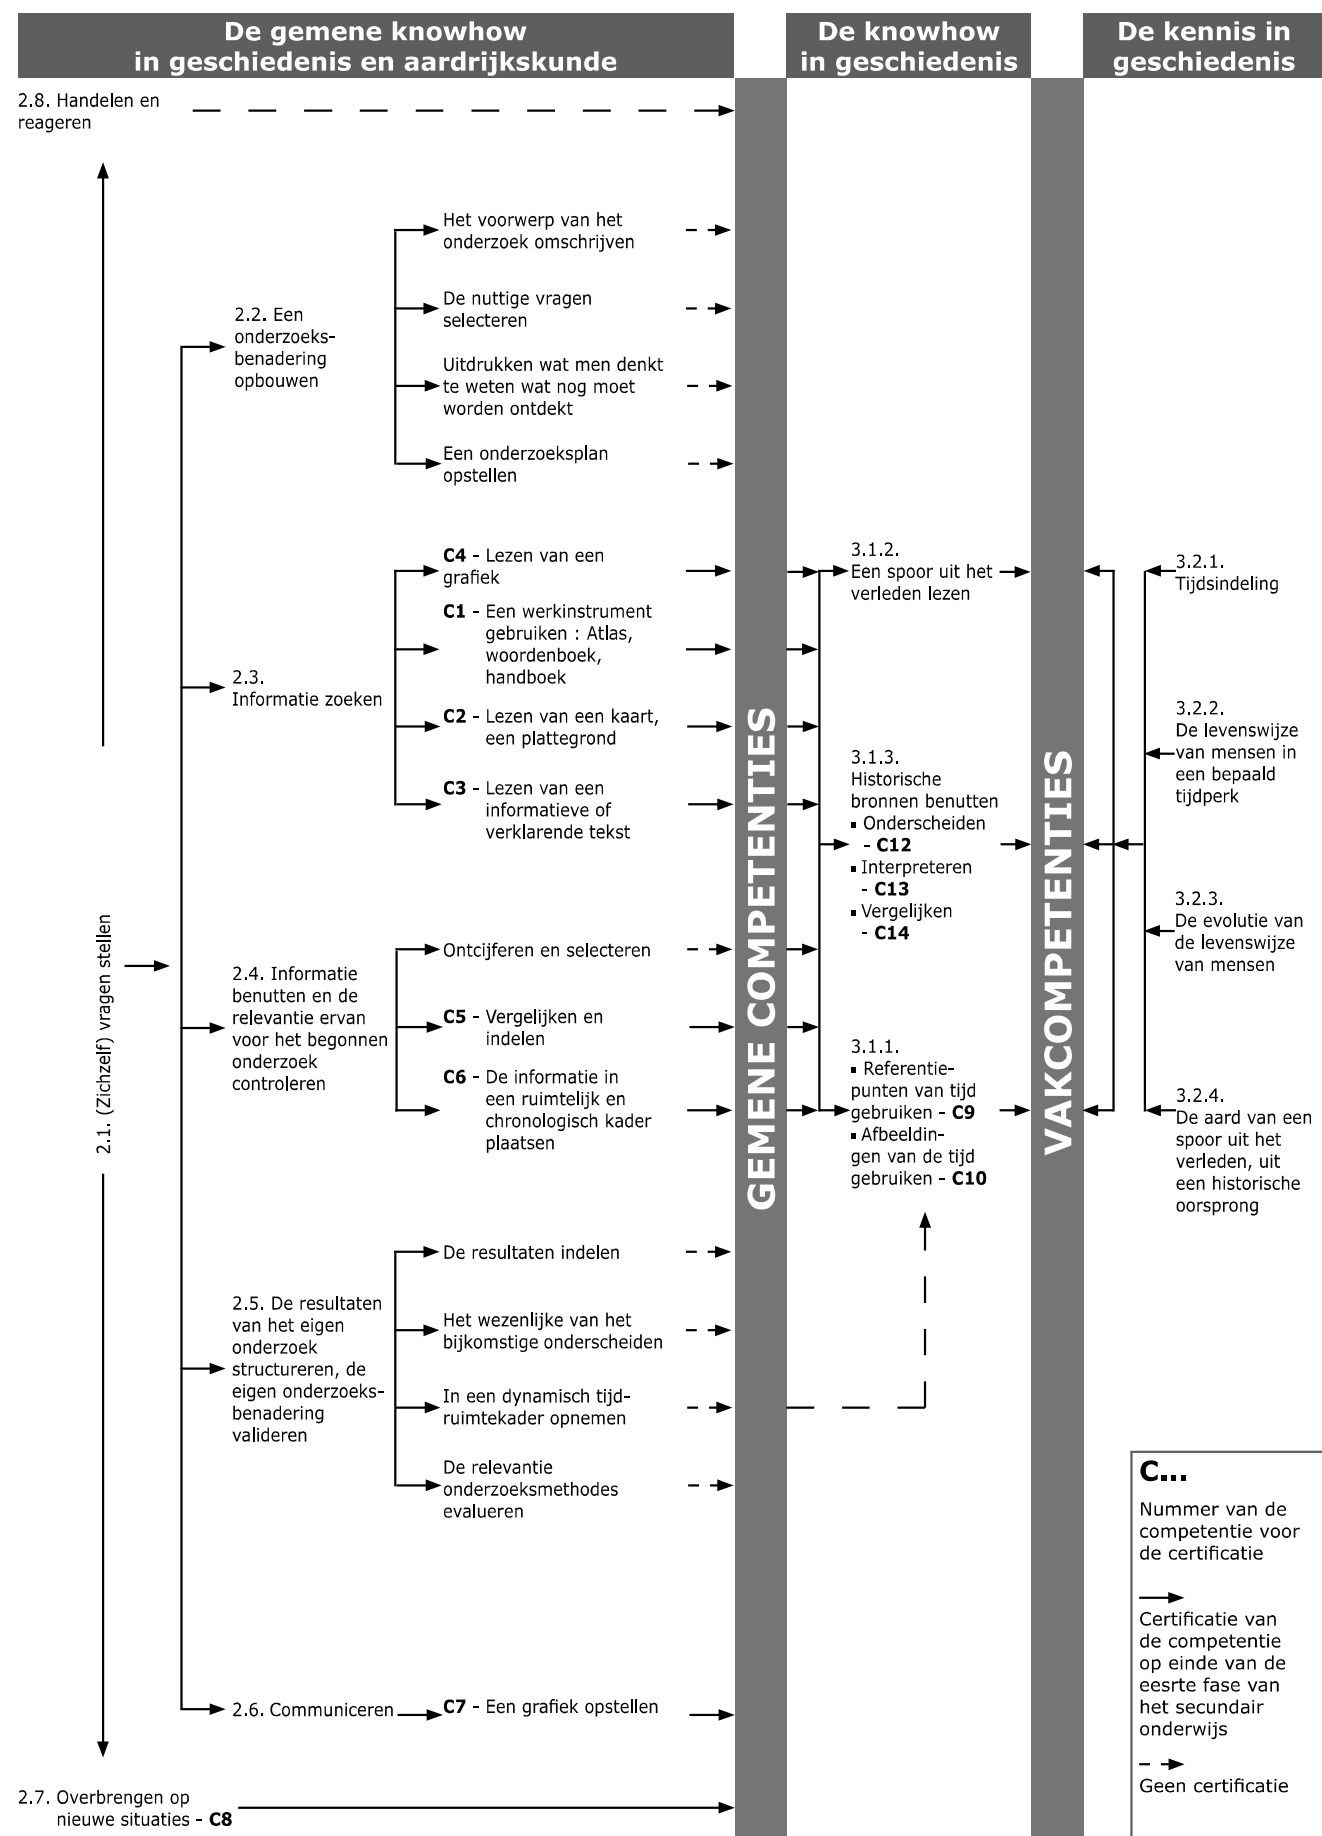 De gemene knowhow
in geschiedenis en aardrijkskunde
De knowhow
in geschiedenis
De kennis in
geschiedenis
2.8. Handelen en
reageren
2.1. (Zichzelf) vragen stellen
2.2. Een
onderzoeks-
benadering
opbouwen
Het voorwerp van het
onderzoek omschrijven
De nuttige vragen
selecteren
Uitdrukken wat men denkt
te weten wat nog moet
worden ontdekt
Een onderzoeksplan
opstellen
2.3.
Informatie zoeken
C4 - Lezen van een
grafiek
C1 - Een werkinstrument
gebruiken : Atlas,
woordenboek,
handboek
C2 - Lezen van een kaart,
een plattegrond
C3 - Lezen van een
informatieve of
verklarende tekst
2.4. Informatie
benutten en de
relevantie ervan
voor het begonnen
onderzoek
controleren
Ontcijferen en selecteren
C5 - Vergelijken en
indelen
C6 - De informatie in
een ruimtelijk en
chronologisch kader
plaatsen
2.5. De resultaten
van het eigen
onderzoek
structureren, de
eigen onderzoeks-
benadering
valideren
De resultaten indelen
Het wezenlijke van het
bijkomstige onderscheiden
In een dynamisch tijd-
ruimtekader opnemen
De relevantie
onderzoeksmethodes
evalueren
2.6. Communiceren
C7 - Een grafiek opstellen
2.7. Overbrengen op
nieuwe situaties - C8
GEMENE COMPETENTIES
3.1.2.
Een spoor uit het
verleden lezen
3.1.3.
Historische
bronnen benutten
▪ Onderscheiden
- C12
▪ Interpreteren
- C13
▪ Vergelijken
- C14
3.1.1.
▪ Referentie-
punten van tijd
gebruiken - C9
▪ Afbeeldin-
gen van de tijd
gebruiken - C10
VAKCOMPETENTIES
3.2.1.
Tijdsindeling
3.2.2.
De levenswijze
van mensen in
een bepaald
tijdperk
3.2.3.
De evolutie van
de levenswijze
van mensen
3.2.4.
De aard van een
spoor uit het
verleden, uit
een historische
oorsprong
C...
Nummer van de
competentie voor
de certificatie
Certificatie van
de competentie
op einde van de
eesrte fase van
het secundair
onderwijs
Geen certificatie